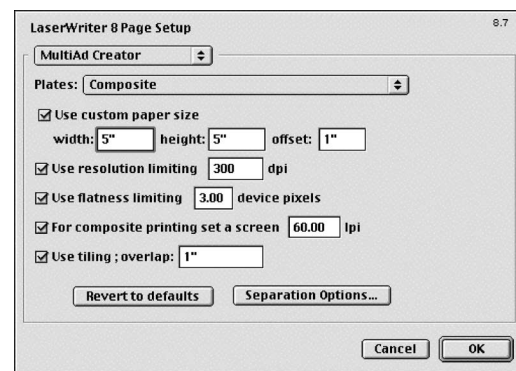 LaserWriter 8 Page Setup 8.7
MultiAd Creator
Plates: Composite
Use custom paper size
width: 5" height: 5" offset: 1"
Use resolution limiting 300 dpi
Use flatness limiting 3.00 device pixels
For composite printing set a screen 60.00 lpi
Use tiling ; overlap: 1"
Revert to defaults Separation Options...
Cancel OK